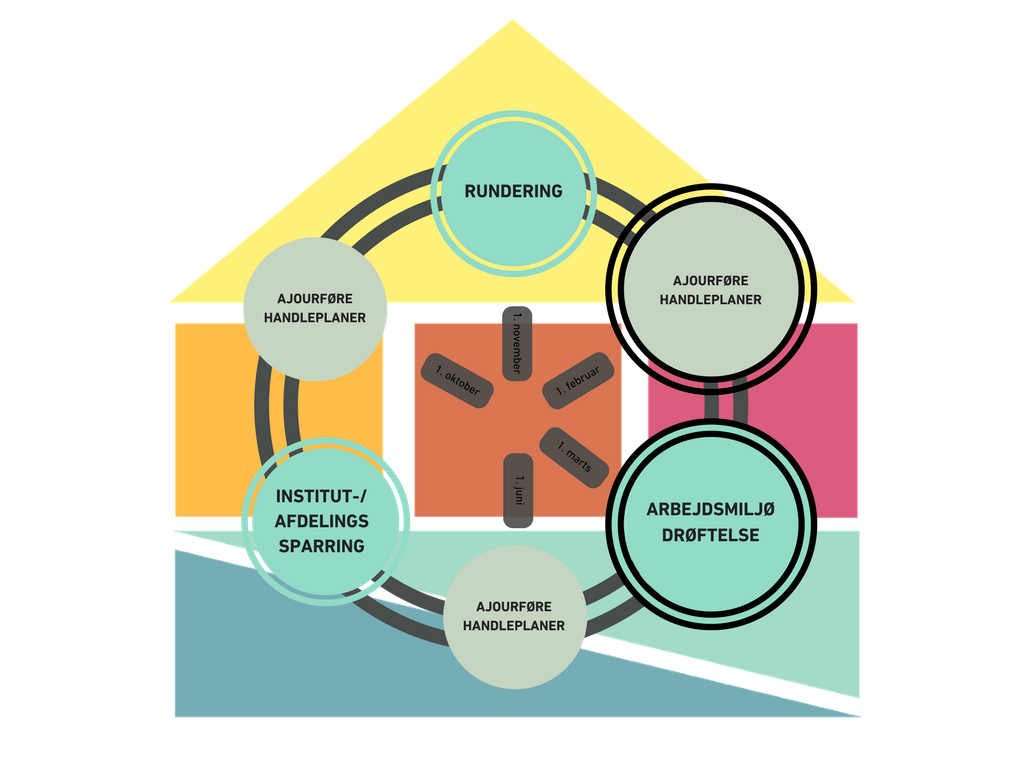 RUNDERING
AJOURFØRE
HANDLEPLANER
AJOURFØRE
HANDLEPLANER
1. november
1. oktober
1. februar
1. marts
1. juni
INSTITUT-/
AFDELINGS
SPARRING
ARBEJDSMILJØ
DRØFTELSE
AJOURFØRE
HANDLEPLANER